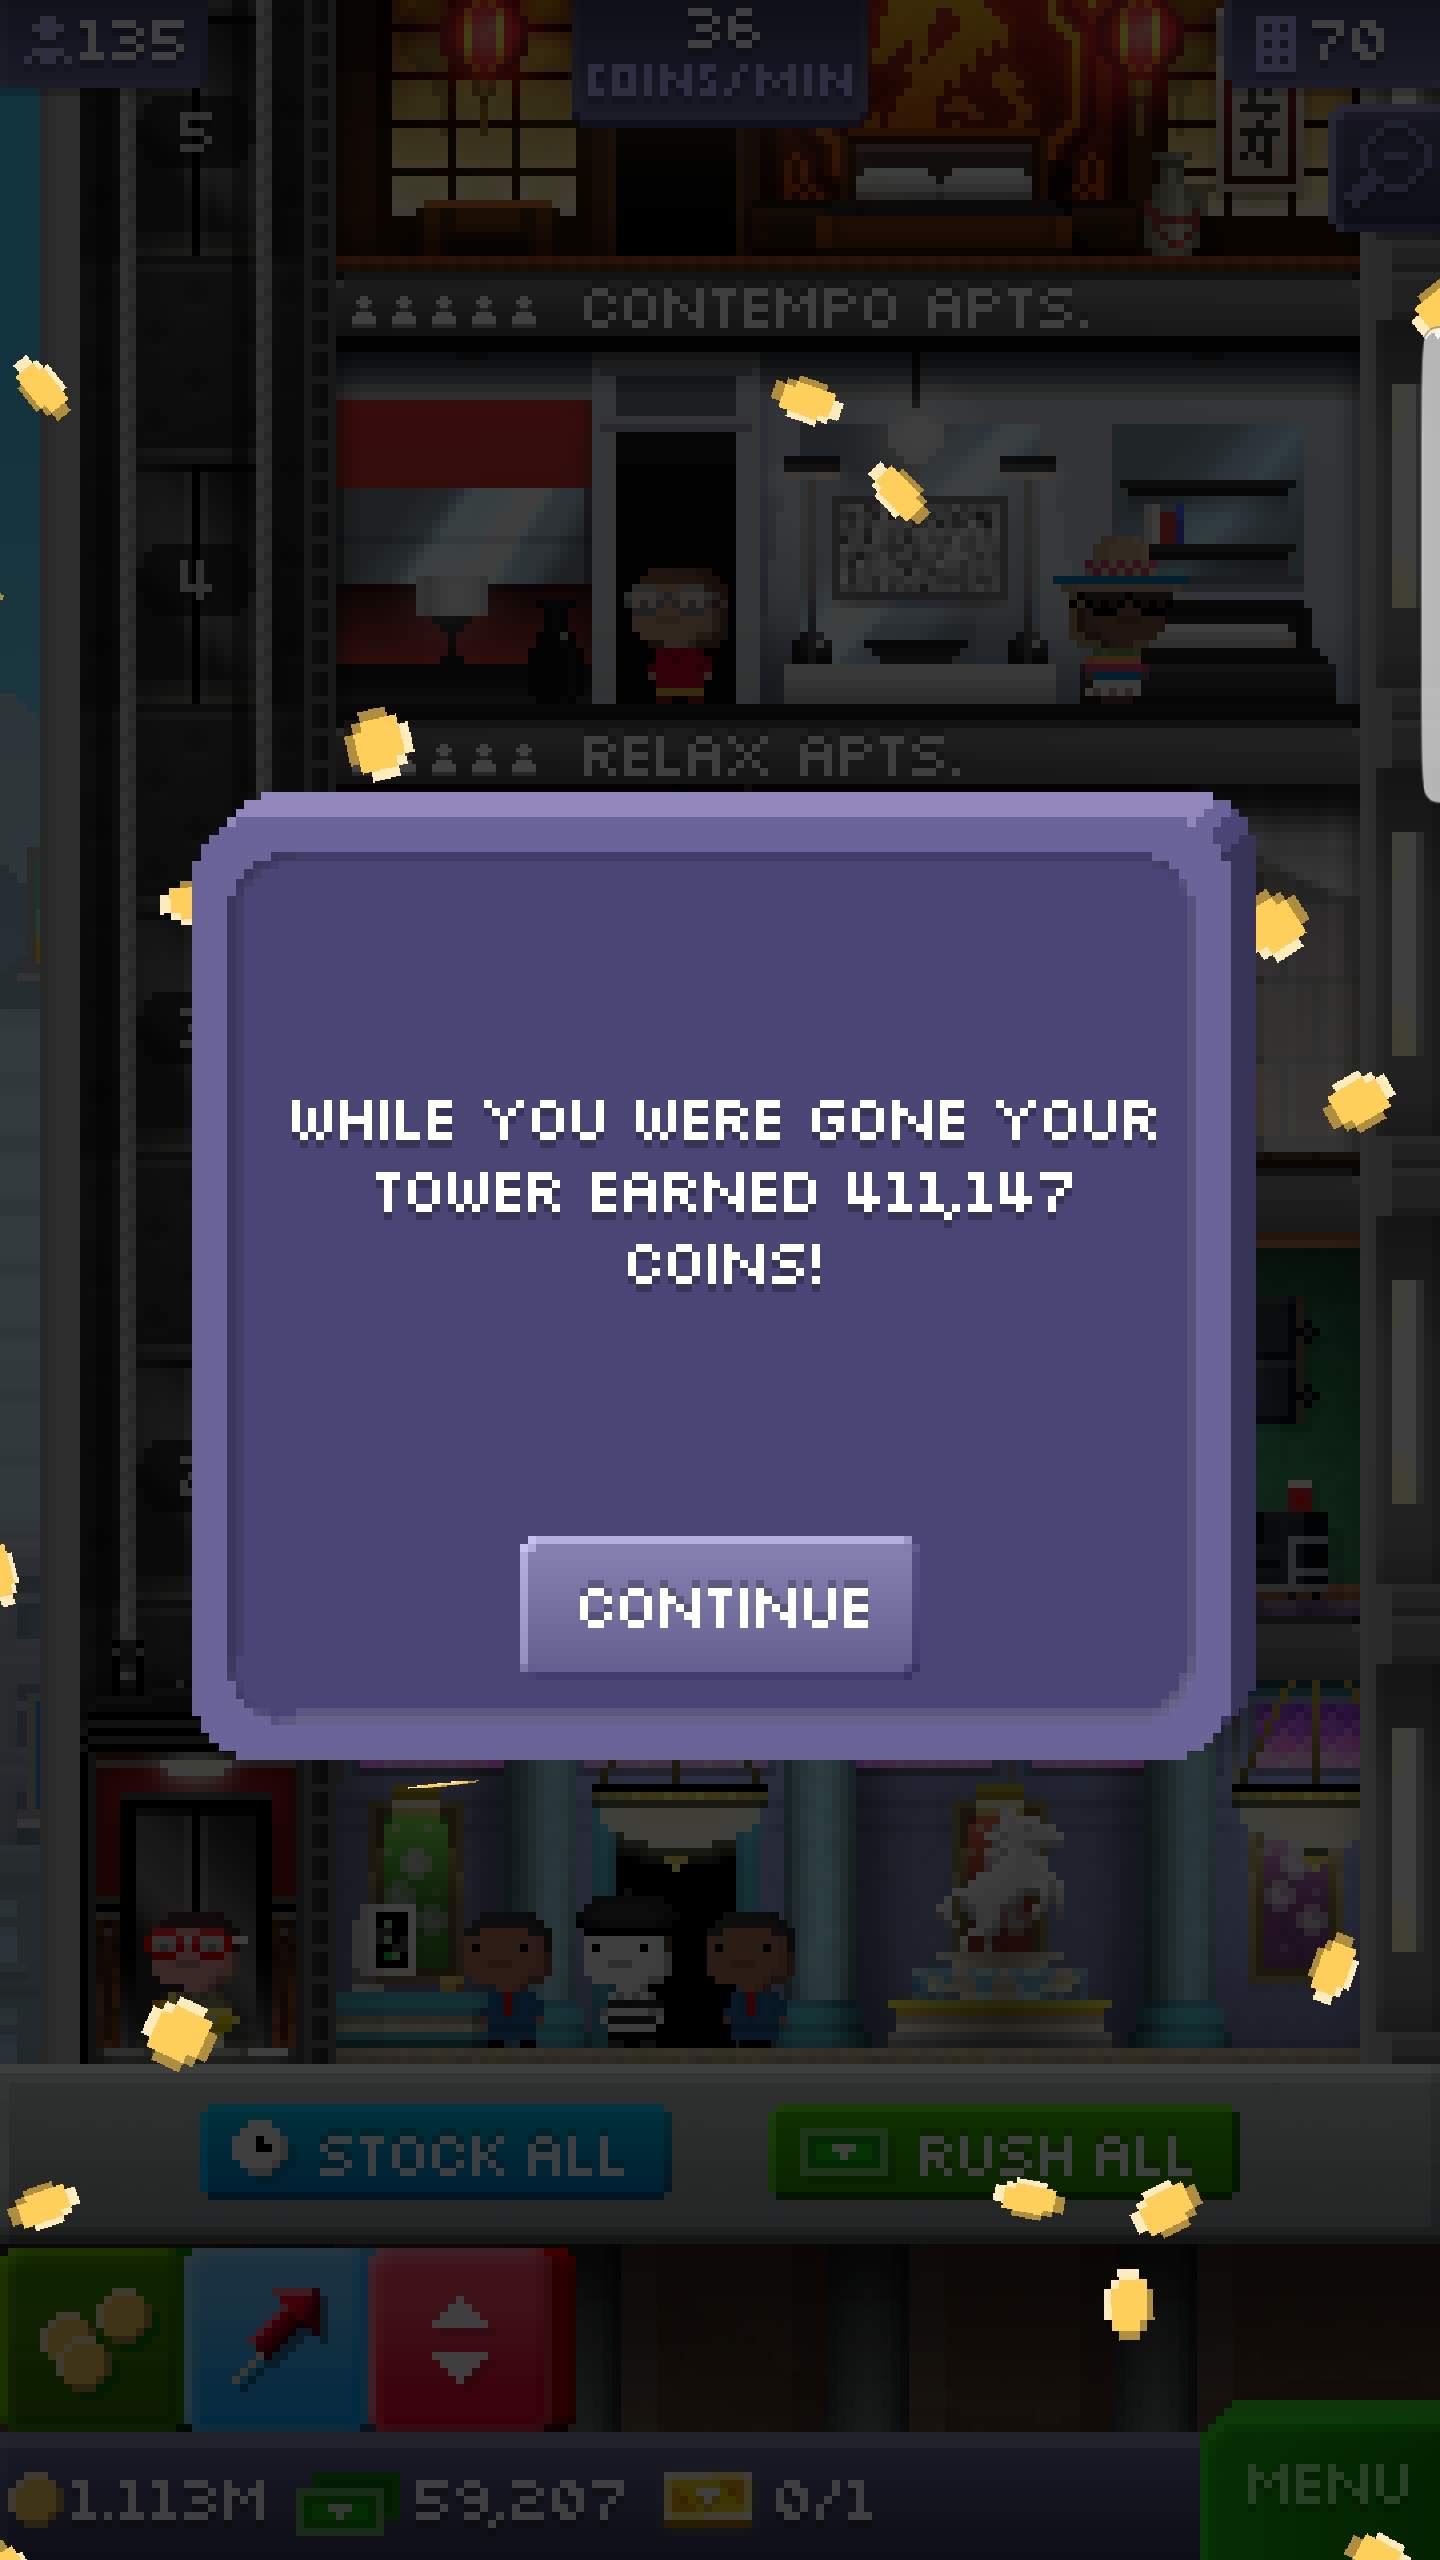 135
36
COINS/MIN
70
5
CONTEMPO APTS.
4
RELAX APTS.
WHILE YOU WERE GONE YOUR
TOWER EARNED 411,147
COINS!
CONTINUE
STOCK ALL
RUSH ALL
1.113M
59,207
0/1
MENU